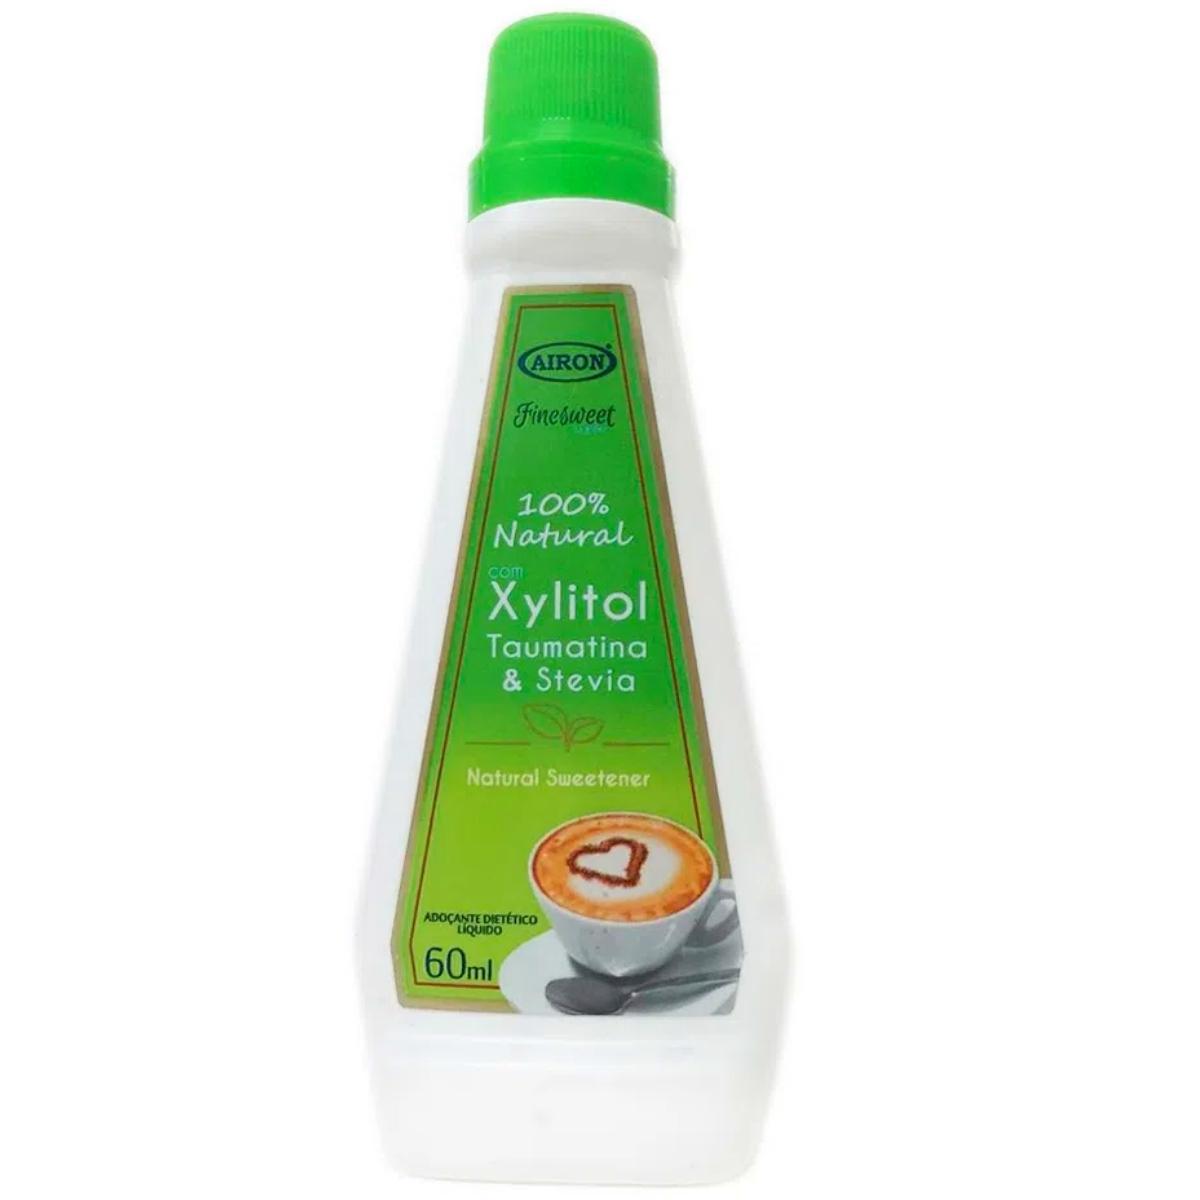 AIRON®
Finesweet
100%
Natural
com
Xylitol
Taumatina
& Stevia
Natural Sweetener
ADOÇANTE DIETÉTICO
LÍQUIDO
60ml